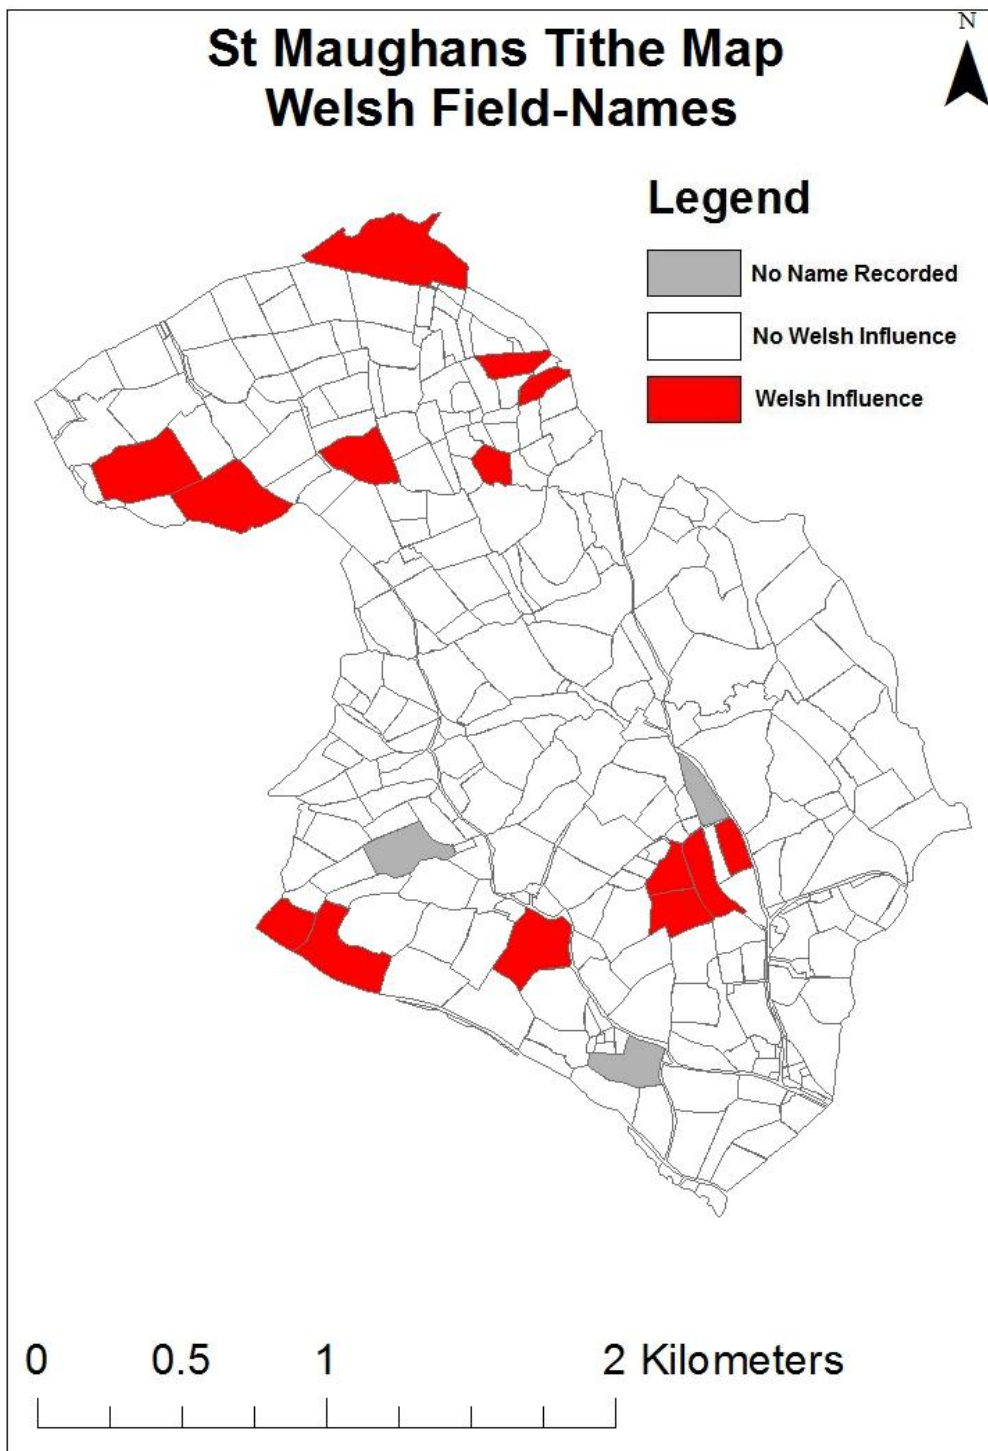 St Maughans Tithe Map
Welsh Field-Names
N
Legend
No Name Recorded
No Welsh Influence
Welsh Influence
0 0.5 1 2 Kilometers